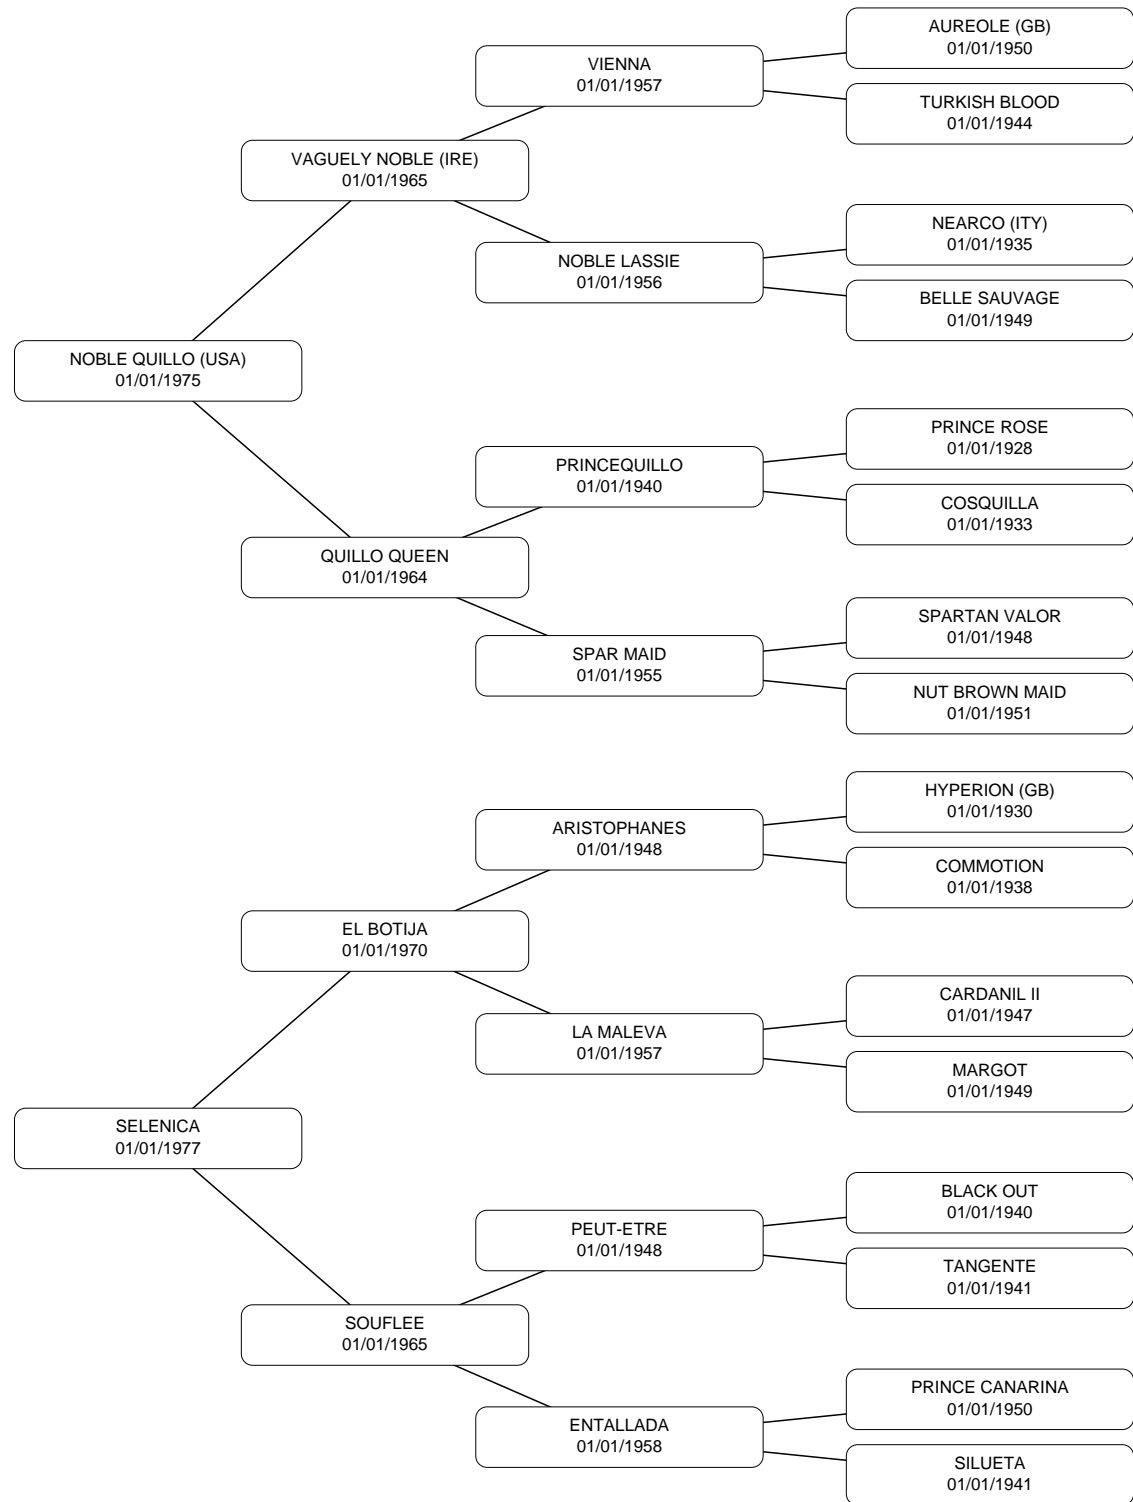 AUREOLE (GB)
01/01/1950
VIENNA
01/01/1957
TURKISH BLOOD
01/01/1944
VAGUELY NOBLE (IRE)
01/01/1965
NEARCO (ITY)
01/01/1935
NOBLE LASSIE
01/01/1956
BELLE SAUVAGE
01/01/1949
NOBLE QUILLO (USA)
01/01/1975
PRINCE ROSE
01/01/1928
PRINCEQUILLO
01/01/1940
COSQUILLA
01/01/1933
QUILLO QUEEN
01/01/1964
SPARTAN VALOR
01/01/1948
SPAR MAID
01/01/1955
NUT BROWN MAID
01/01/1951
HYPERION (GB)
01/01/1930
ARISTOPHANES
01/01/1948
COMMOTION
01/01/1938
EL BOTIJA
01/01/1970
CARDANIL II
01/01/1947
LA MALEVA
01/01/1957
MARGOT
01/01/1949
SELENICA
01/01/1977
BLACK OUT
01/01/1940
PEUT-ETRE
01/01/1948
TANGENTE
01/01/1941
SOUFLEE
01/01/1965
PRINCE CANARINA
01/01/1950
ENTALLADA
01/01/1958
SILUETA
01/01/1941